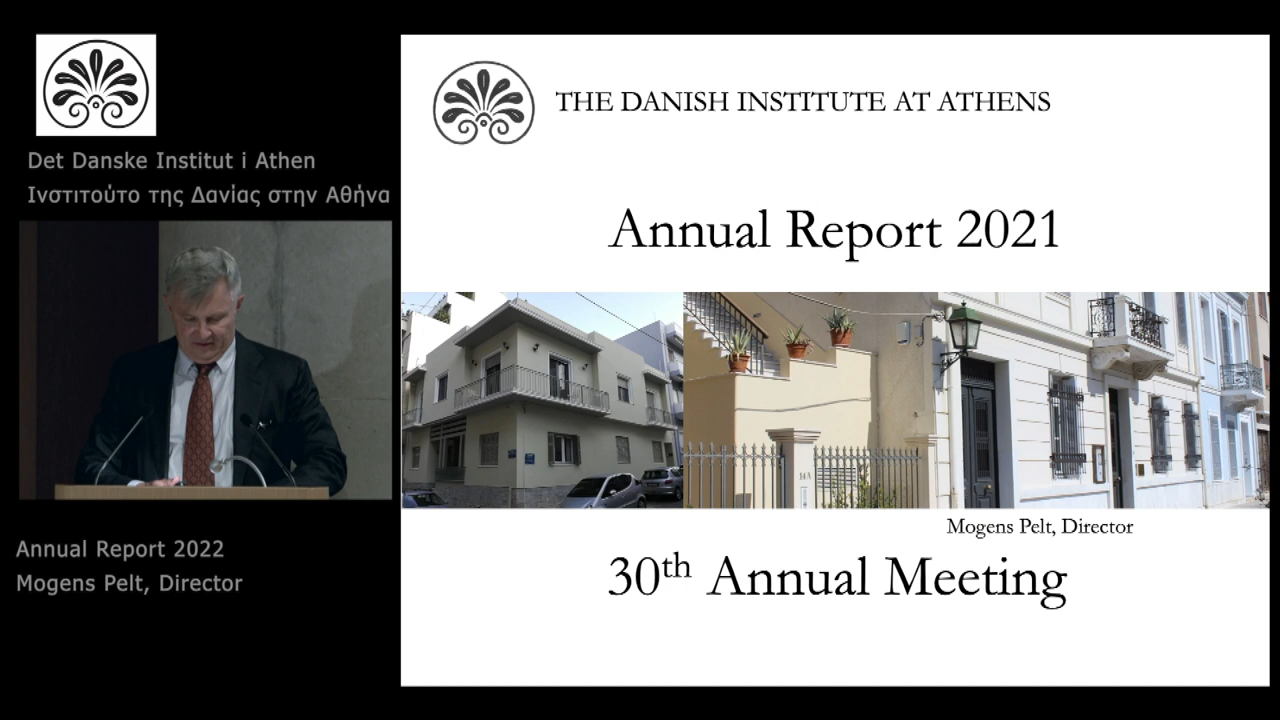 Det Danske Institut i Athen
Ινστιτούτο της Δανίας στην Αθήνα
Annual Report 2022
Mogens Pelt, Director
THE DANISH INSTITUTE AT ATHENS
Annual Report 2021
Mogens Pelt, Director
30th Annual Meeting